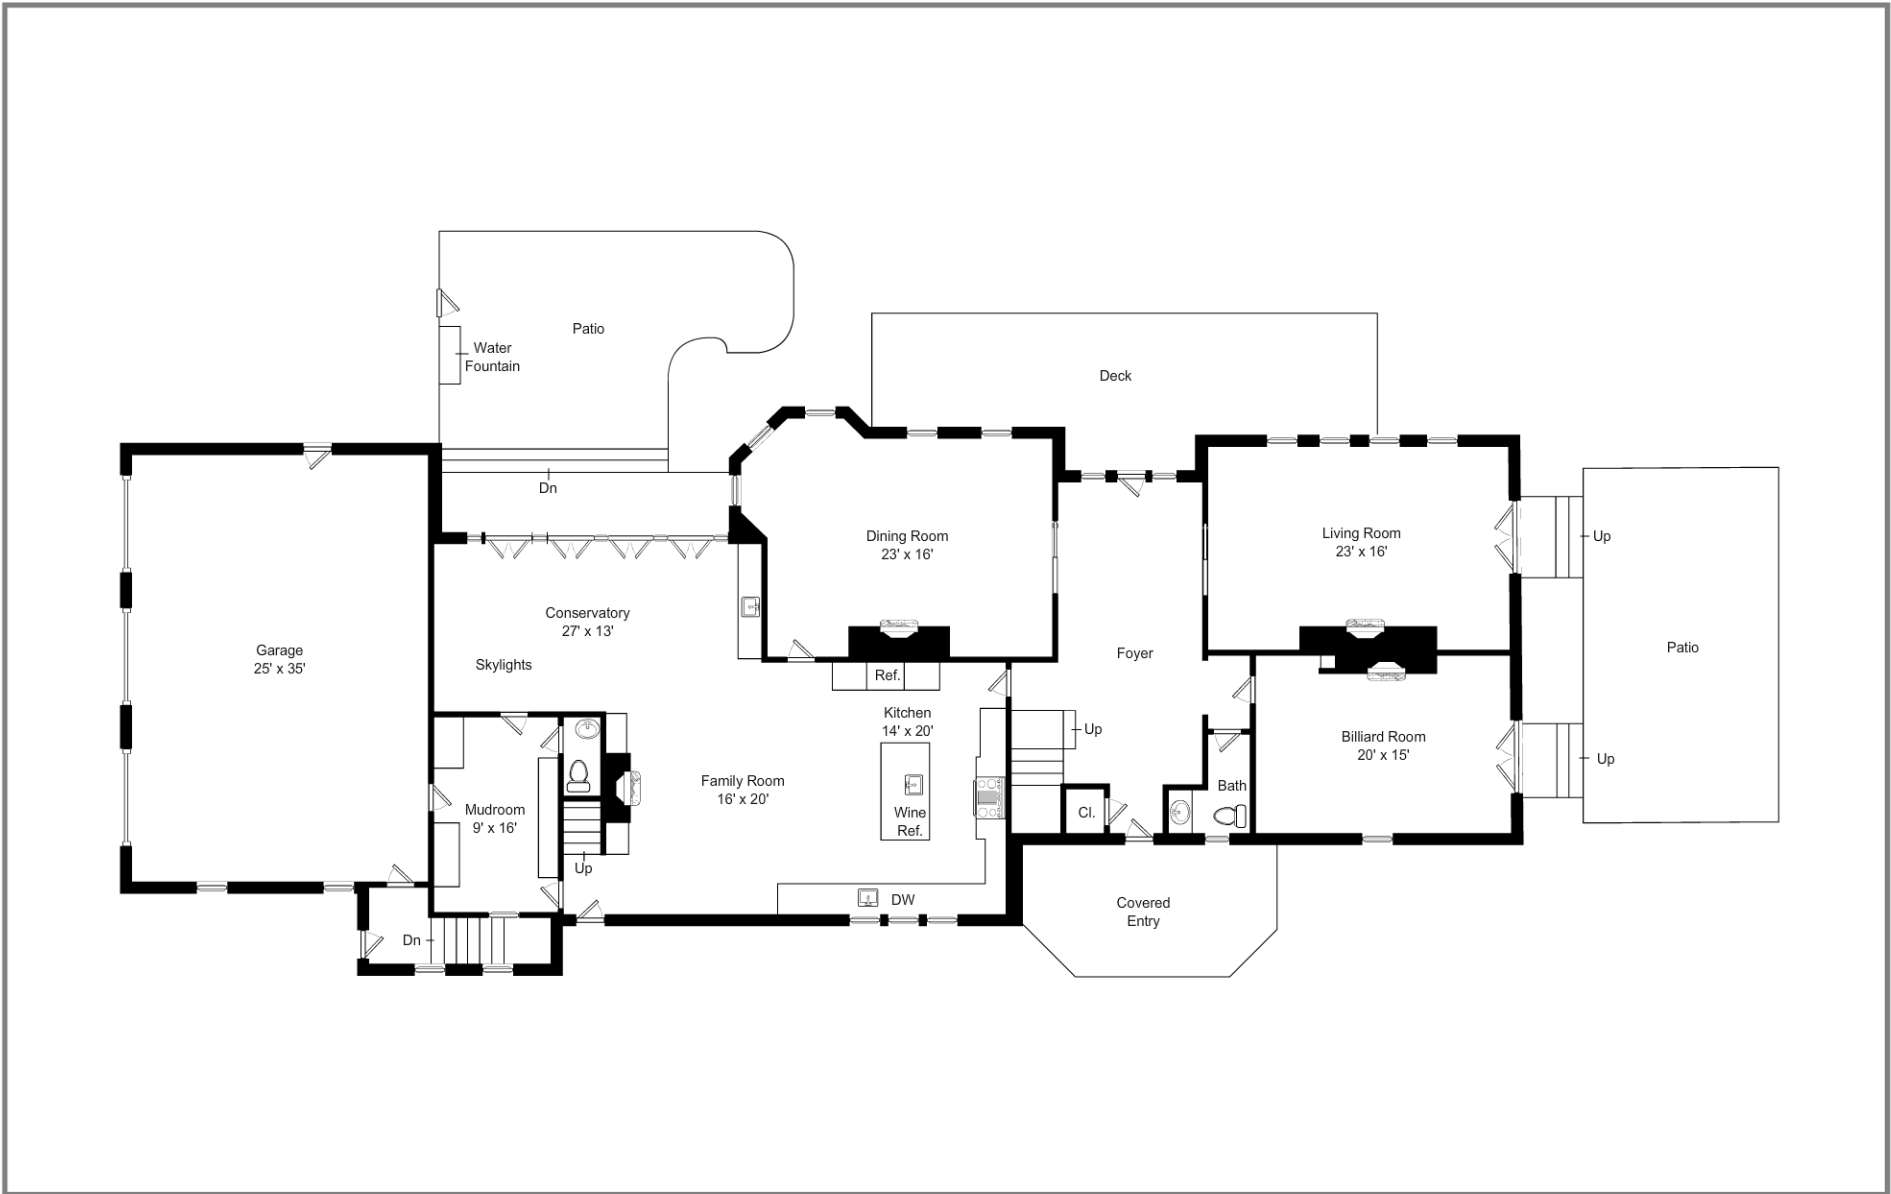 Patio
Water
Fountain
Deck
Dn
Dining Room
23' x 16'
Living Room
23' x 16'
Up
Conservatory
27' x 13'
Skylights
Garage
25' x 35'
Foyer
Patio
Ref.
Kitchen
14' x 20'
Up
Billiard Room
20' x 15'
Up
Family Room
16' x 20'
Bath
Mudroom
9' x 16'
Wine
Ref.
Cl.
Up
DW
Covered
Entry
Dn